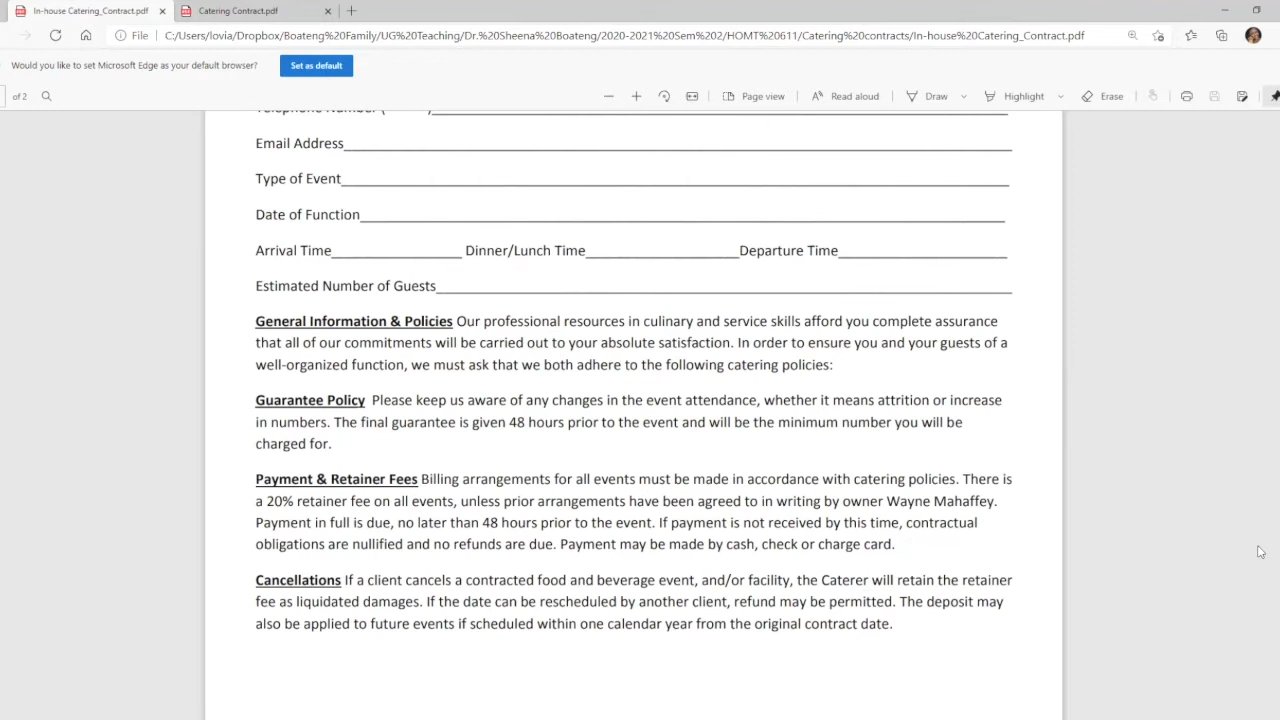 In-house Catering_Contract.pdf
Catering Contract.pdf
File C:/Users/lovia/Dropbox/Boateng%20Family/UG%20Teaching/Dr.%20Sheena%20Boateng/2020-2021%20Sem%202/HOMT%20611/Catering%20contracts/In-house%20Catering_Contract.pdf
Would you like to set Microsoft Edge as your default browser? Set as default
of 2 Page view Read aloud Draw Highlight Erase
Telephone Number ( )
Email Address
Type of Event
Date of Function
Arrival Time Dinner/Lunch Time Departure Time
Estimated Number of Guests
General Information & Policies Our professional resources in culinary and service skills afford you complete assurance
that all of our commitments will be carried out to your absolute satisfaction. In order to ensure you and your guests of a
well-organized function, we must ask that we both adhere to the following catering policies:
Guarantee Policy Please keep us aware of any changes in the event attendance, whether it means attrition or increase
in numbers. The final guarantee is given 48 hours prior to the event and will be the minimum number you will be
charged for.
Payment & Retainer Fees Billing arrangements for all events must be made in accordance with catering policies. There is
a 20% retainer fee on all events, unless prior arrangements have been agreed to in writing by owner Wayne Mahaffey.
Payment in full is due, no later than 48 hours prior to the event. If payment is not received by this time, contractual
obligations are nullified and no refunds are due. Payment may be made by cash, check or charge card.
Cancellations If a client cancels a contracted food and beverage event, and/or facility, the Caterer will retain the retainer
fee as liquidated damages. If the date can be rescheduled by another client, refund may be permitted. The deposit may
also be applied to future events if scheduled within one calendar year from the original contract date.